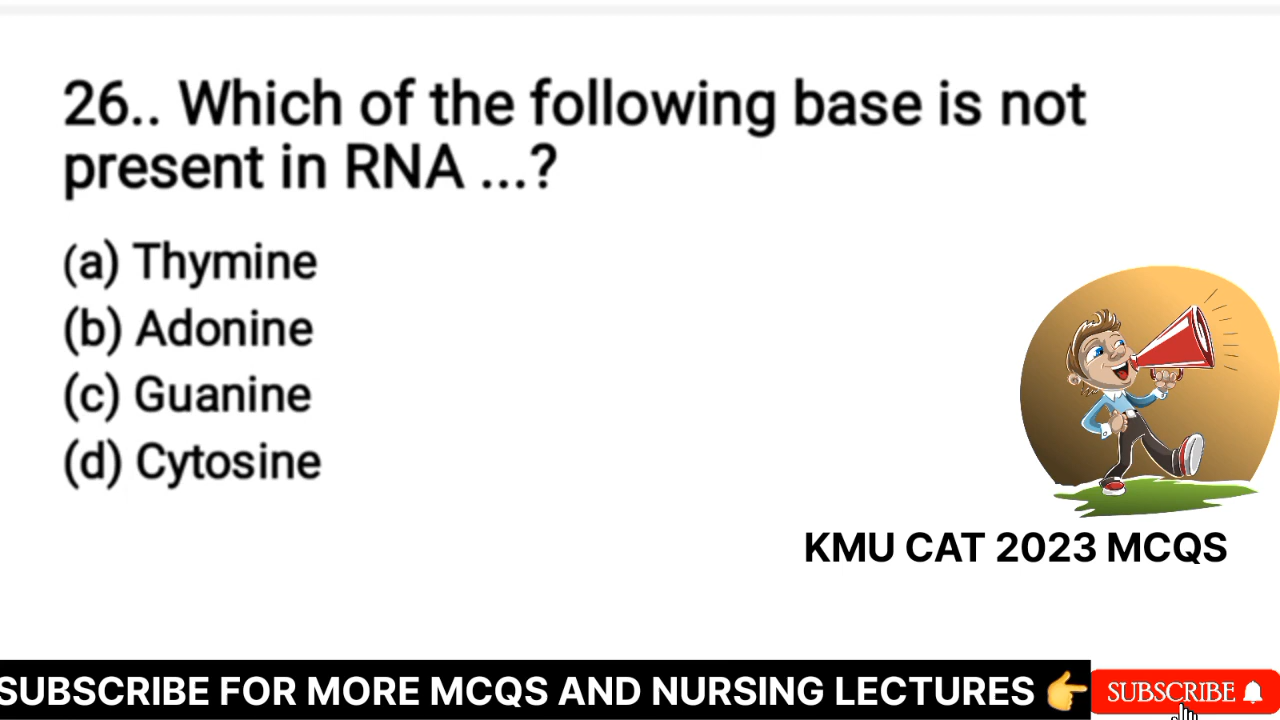 26.. Which of the following base is not
present in RNA ...?
(a) Thymine
(b) Adonine
(c) Guanine
(d) Cytosine
KMU CAT 2023 MCQS
SUBSCRIBE FOR MORE MCQS AND NURSING LECTURES 👉 SUBSCRIBE 🔔